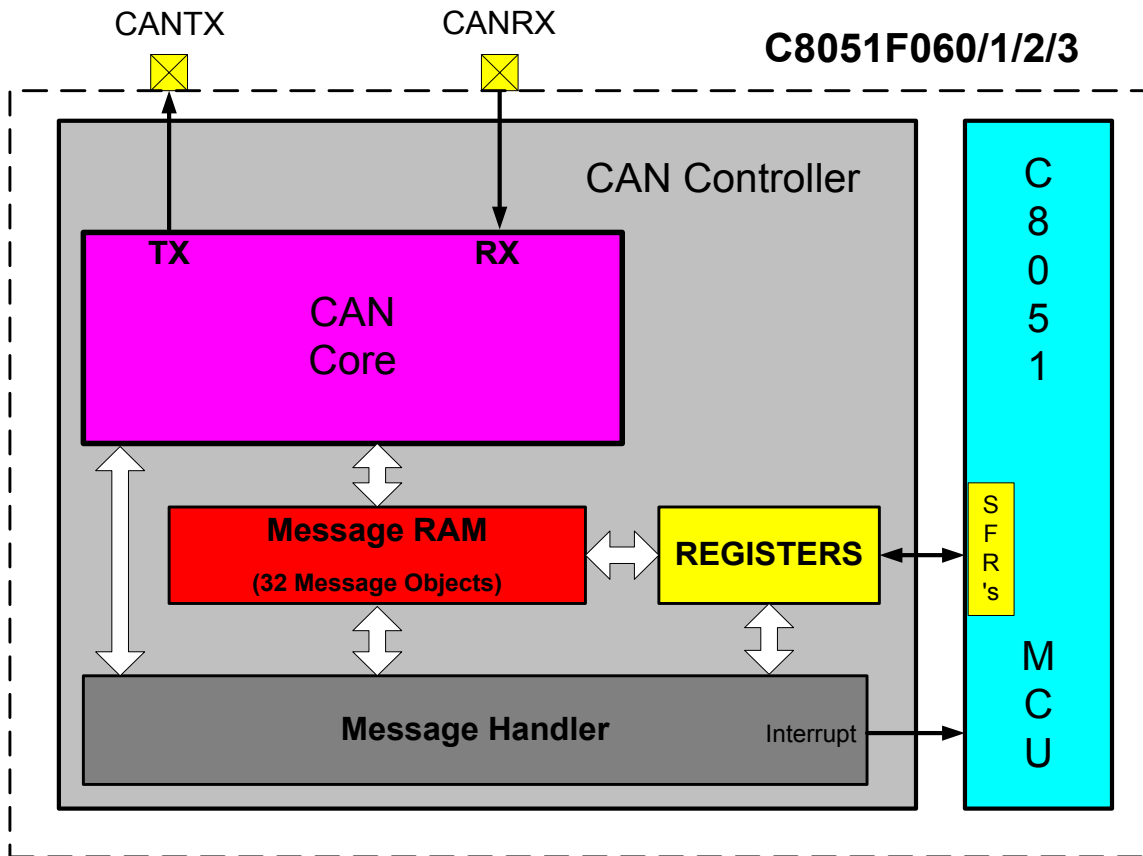 CANTX
CANRX
C8051F060/1/2/3
CAN Controller
TX
RX
CAN
Core
Message RAM
(32 Message Objects)
REGISTERS
Message Handler
Interrupt
C
8
0
5
1
S
F
R
's
M
C
U